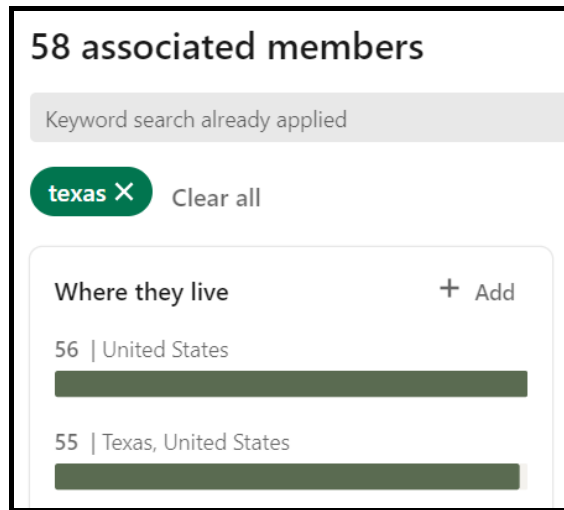 58 associated members
Keyword search already applied
texas ✕ Clear all
Where they live + Add
56 | United States
55 | Texas, United States